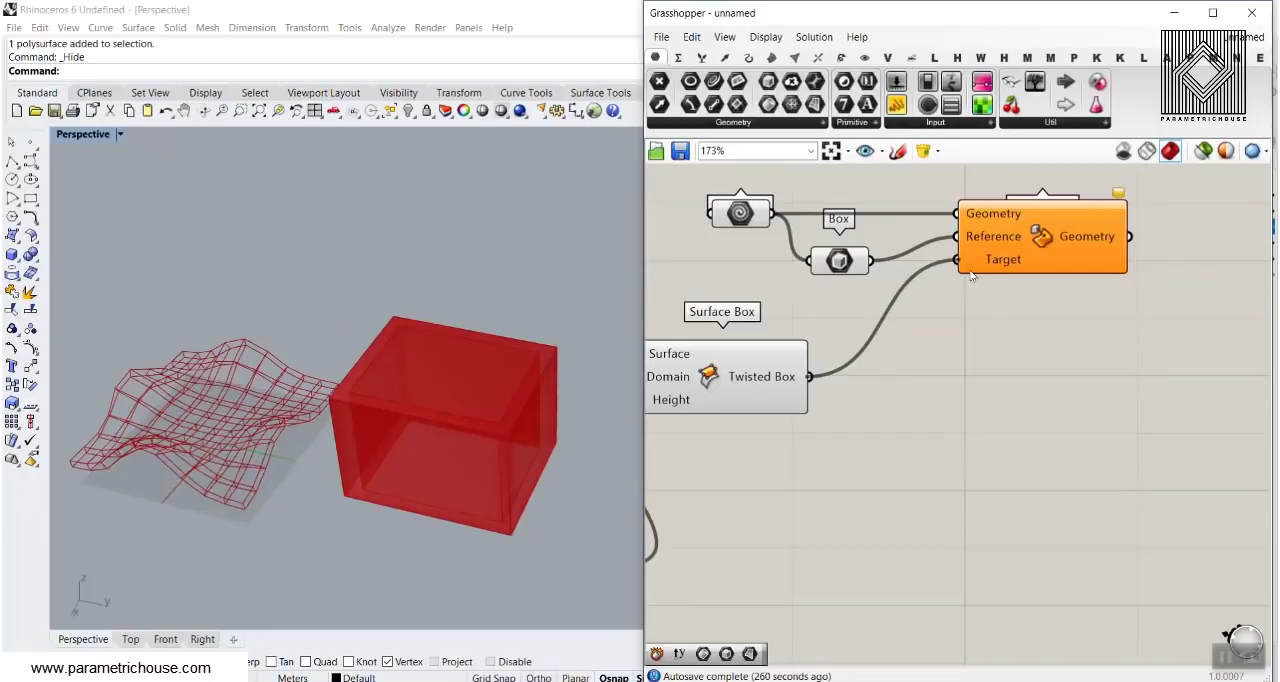 Rhinoceros 6 Undefined - [Perspective]
File Edit View Curve Surface Solid Mesh Dimension Transform Tools Analyze Render Panels Help
1 polysurface added to selection.
Command: _Hide
Command:
Standard CPlanes Set View Display Select Viewport Layout Visibility Transform Curve Tools Surface Tools
Perspective
z
y
x
Perspective Top Front Right
Tan Quad Knot Vertex Project Disable
www.parametrichouse.com
Meters Default Grid Snap Ortho Planar Osnap
Grasshopper - unnamed
File Edit View Display Solution Help
unnamed
Σ V L H W H M M P K K L N E
PARAMETRICHOUSE
Geometry Primitive Input Util
173%
Box
Geometry
Reference Geometry
Target
Surface Box
Surface
Domain Twisted Box
Height
Autosave complete (260 seconds ago)
1.0.0007